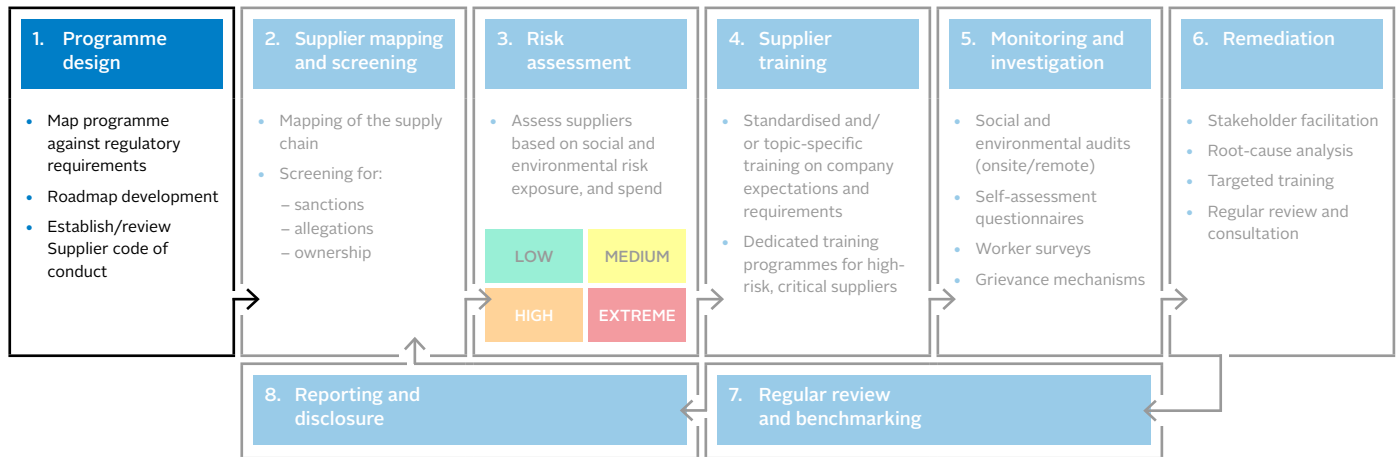 1. Programme
design
• Map programme
against regulatory
requirements
• Roadmap development
• Establish/review
Supplier code of
conduct
2. Supplier mapping
and screening
• Mapping of the supply
chain
• Screening for:
– sanctions
– allegations
– ownership
3. Risk
assessment
• Assess suppliers
based on social and
environmental risk
exposure, and spend
LOW
MEDIUM
HIGH
EXTREME
4. Supplier
training
• Standardised and/
or topic-specific
training on company
expectations and
requirements
• Dedicated training
programmes for high-
risk, critical suppliers
5. Monitoring and
investigation
• Social and
environmental audits
(onsite/remote)
• Self-assessment
questionnaires
• Worker surveys
• Grievance mechanisms
6. Remediation
• Stakeholder facilitation
• Root-cause analysis
• Targeted training
• Regular review and
consultation
7. Regular review
and benchmarking
8. Reporting and
disclosure